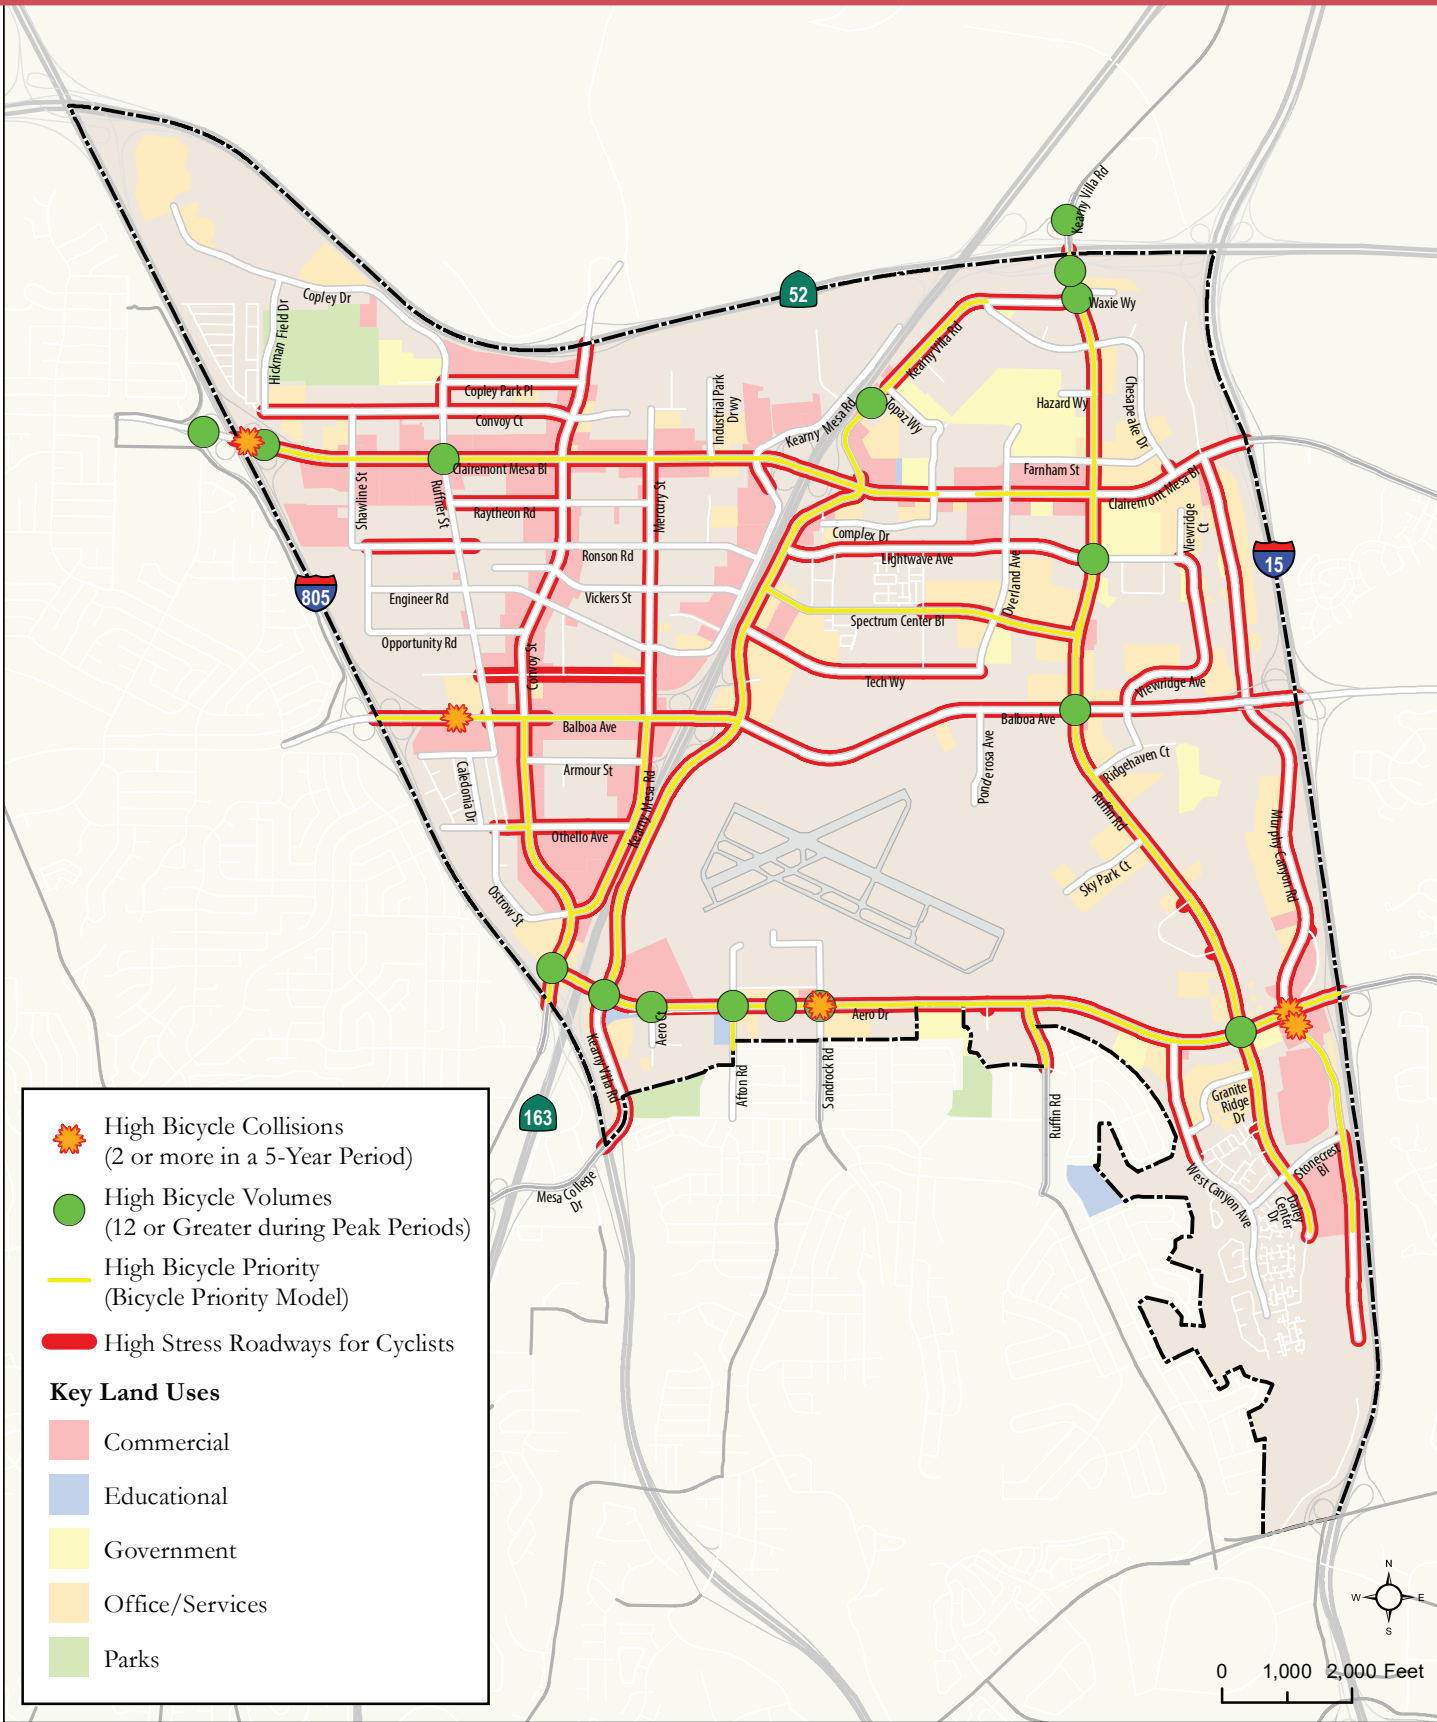 Kearny Villa Rd
52
Waxie Wy
Copley Dr
Hickman Field Dr
Kearny Villa Rd
Copley Park Pl
Industrial Park
Drwy
Hazard Wy
Chesapeake Dr
Convoy Ct
Kearny Mesa Rd
Topaz Wy
Clairemont Mesa Bl
Farnham St
Clairemont Mesa Bl
Shawline St
Ruffner St
Raytheon Rd
Mercury St
Viewridge
Ct
Complex Dr
Ronson Rd
Lightwave Ave
15
Overland Ave
805
Engineer Rd
Vickers St
Spectrum Center Bl
Opportunity Rd
Convoy St
Tech Wy
Viewridge Ave
Balboa Ave
Balboa Ave
Armour St
Ponderosa Ave
Ridgehaven Ct
Caledonia Dr
Kearny Mesa Rd
Ruffin Rd
Othello Ave
Murphy Canyon Rd
Sky Park Ct
Ostrow St
Aero Ct
Aero Dr
Kearny Villa Rd
Afton Rd
Sandrock Rd
Ruffin Rd
Granite
Ridge
Dr
163
Stonecrest
Bl
Mesa College
Dr
West Canyon Ave
Daley
Center
Dr
High Bicycle Collisions
(2 or more in a 5-Year Period)
High Bicycle Volumes
(12 or Greater during Peak Periods)
High Bicycle Priority
(Bicycle Priority Model)
High Stress Roadways for Cyclists
Key Land Uses
Commercial
Educational
Government
Office/Services
Parks
N
W
E
S
0 1,000 2,000 Feet